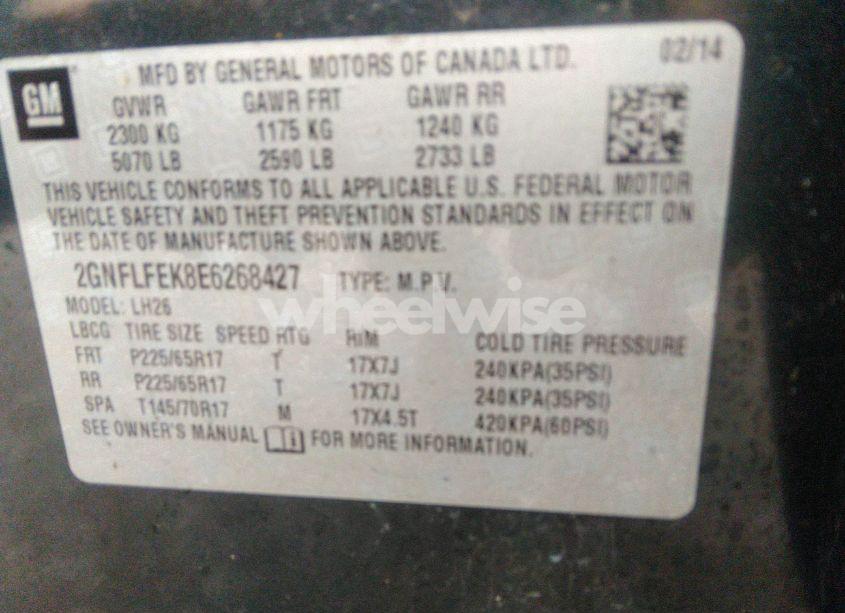 GM
MFD BY GENERAL MOTORS OF CANADA LTD. 02/14
GVWR GAWR FRT GAWR RR
2300 KG 1175 KG 1240 KG
5070 LB 2590 LB 2733 LB
THIS VEHICLE CONFORMS TO ALL APPLICABLE U.S. FEDERAL MOTOR
VEHICLE SAFETY AND THEFT PREVENTION STANDARDS IN EFFECT ON
THE DATE OF MANUFACTURE SHOWN ABOVE.
2GNFLFEK8E6268427 TYPE: M.P.V.
MODEL: LH26
wheelwise
LBCG TIRE SIZE SPEED RTG RIM COLD TIRE PRESSURE
FRT P225/65R17 T 17X7J 240KPA(35PSI)
RR P225/65R17 T 17X7J 240KPA(35PSI)
SPA T145/70R17 M 17X4.5T 420KPA(60PSI)
SEE OWNER'S MANUAL FOR MORE INFORMATION.